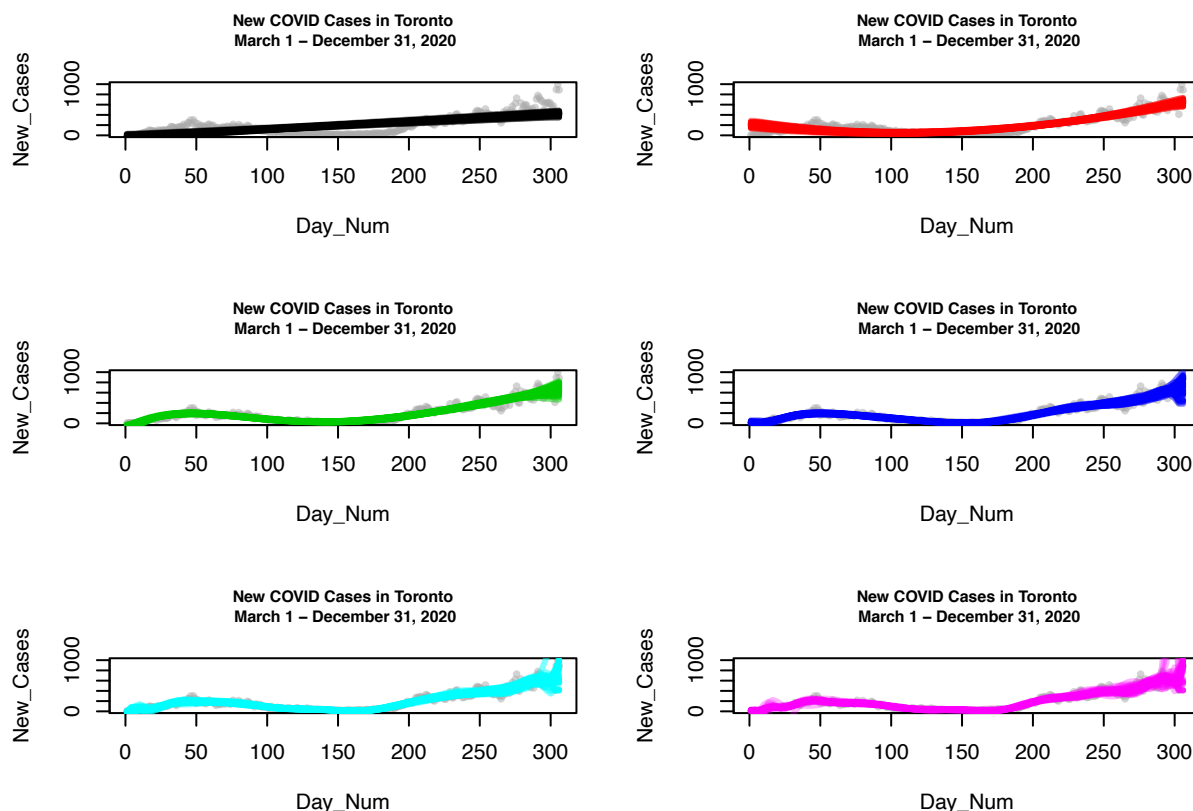 New COVID Cases in Toronto
March 1 – December 31, 2020
New_Cases
1000
0
0 50 100 150 200 250 300
Day_Num
New COVID Cases in Toronto
March 1 – December 31, 2020
New_Cases
1000
0
0 50 100 150 200 250 300
Day_Num
New COVID Cases in Toronto
March 1 – December 31, 2020
New_Cases
1000
0
0 50 100 150 200 250 300
Day_Num
New COVID Cases in Toronto
March 1 – December 31, 2020
New_Cases
1000
0
0 50 100 150 200 250 300
Day_Num
New COVID Cases in Toronto
March 1 – December 31, 2020
New_Cases
1000
0
0 50 100 150 200 250 300
Day_Num
New COVID Cases in Toronto
March 1 – December 31, 2020
New_Cases
1000
0
0 50 100 150 200 250 300
Day_Num